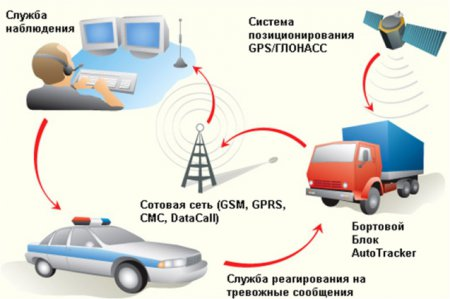 Служба
наблюдения
Система
позиционирования
GPS/ГЛОНАСС
Сотовая сеть (GSM, GPRS,
СМС, DataCall)
Бортовой
Блок
AutoTracker
Служба реагирования на
тревожные сообщения